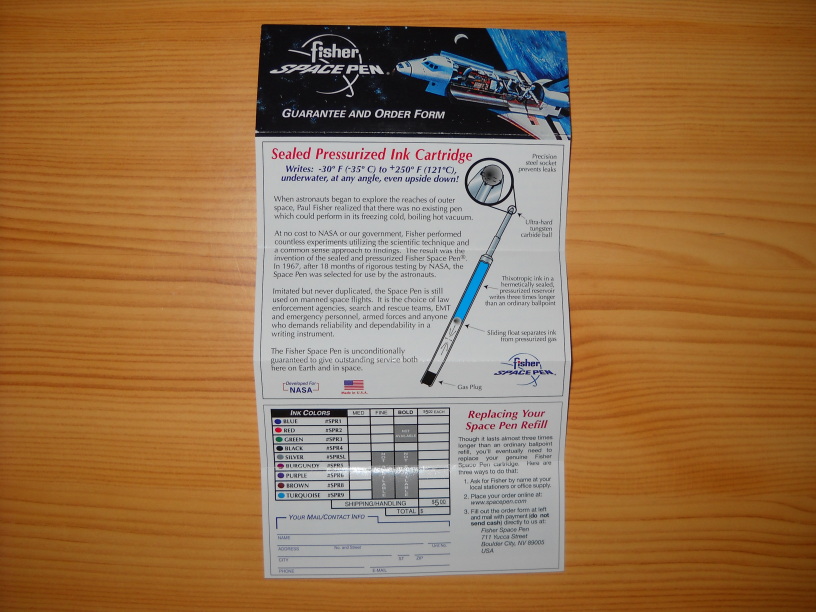 fisher
SPACE PEN
GUARANTEE AND ORDER FORM
Sealed Pressurized Ink Cartridge
Writes: -30° F (-35° C) to +250° F (121°C),
underwater, at any angle, even upside down!
When astronauts began to explore the reaches of outer
space, Paul Fisher realized that there was no existing pen
which could perform in its freezing cold, boiling hot vacuum.
At no cost to NASA or our government, Fisher performed
countless experiments utilizing the scientific technique and
a common sense approach to findings. The result was the
invention of the sealed and pressurized Fisher Space Pen®.
In 1967, after 18 months of rigorous testing by NASA, the
Space Pen was selected for use by the astronauts.
Imitated but never duplicated, the Space Pen is still
used on manned space flights. It is the choice of law
enforcement agencies, search and rescue teams, EMT
and emergency personnel, armed forces and anyone
who demands reliability and dependability in a
writing instrument.
The Fisher Space Pen is unconditionally
guaranteed to give outstanding service both
here on Earth and in space.
Developed For
NASA
Made in U.S.A.
Precision
steel socket
prevents leaks
Ultra-hard
tungsten
carbide ball
Thixotropic ink in a
hermetically sealed,
pressurized reservoir
writes three times longer
than an ordinary ballpoint
Sliding float separates ink
from pressurized gas
Gas Plug
fisher
SPACE PEN
INK COLORS MED FINE BOLD EACH
BLUE #SPR1
RED #SPR2
GREEN #SPR3
BLACK #SPR4
SILVER #SPRSL
BURGUNDY #SPR5
PURPLE #SPR6
BROWN #SPR8
TURQUOISE #SPR9
NOT
AVAILABLE
SHIPPING/HANDLING $5.00
TOTAL $
YOUR MAIL/CONTACT INFO
NAME
ADDRESS No. and Street
CITY ST ZIP
PHONE E-MAIL
Replacing Your
Space Pen Refill
Though it lasts almost three times
longer than an ordinary ballpoint
refill, you'll eventually need to
replace your genuine Fisher
Space Pen cartridge. Here are
three ways to do that:
1. Ask for Fisher by name at your
local stationers or office supply.
2. Place your order online at:
www.spacepen.com
3. Fill out the order form at left
and mail with payment (do not
send cash) directly to us at:
Fisher Space Pen
711 Yucca Street
Boulder City, NV 89005
USA